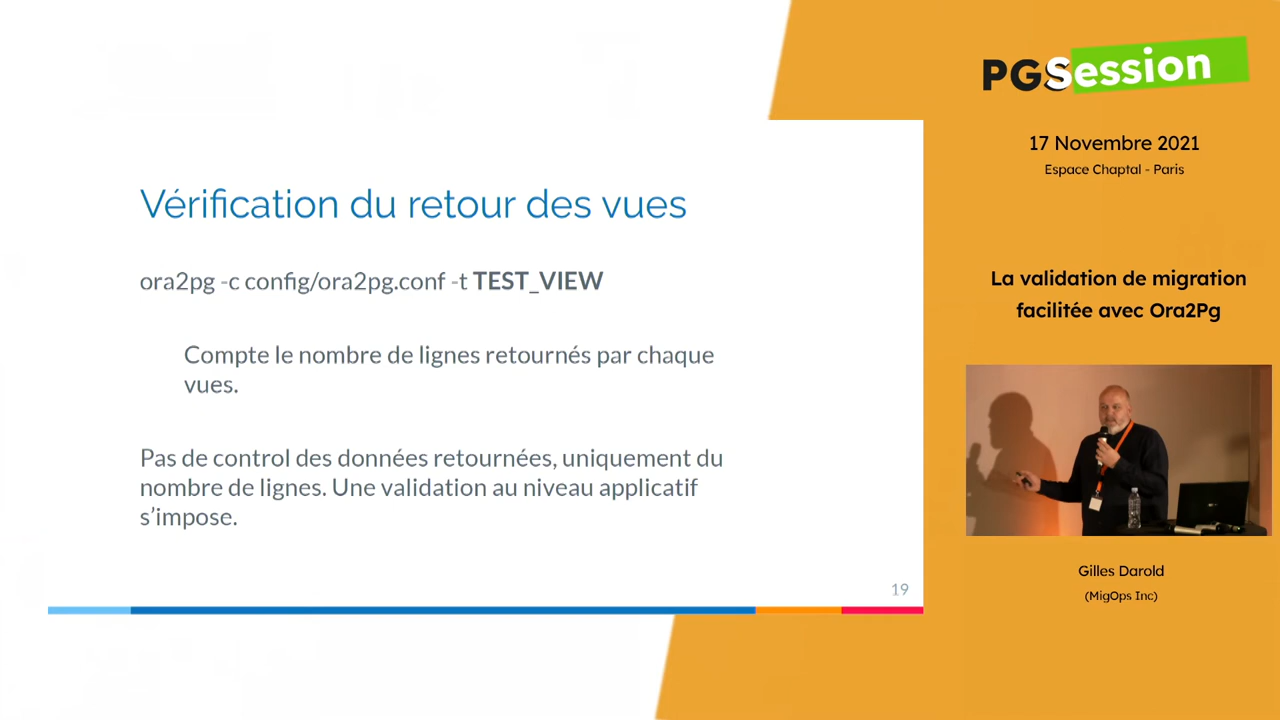 Vérification du retour des vues
ora2pg -c config/ora2pg.conf -t TEST_VIEW
Compte le nombre de lignes retournés par chaque
vues.
Pas de control des données retournées, uniquement du
nombre de lignes. Une validation au niveau applicatif
s’impose.
19
PGSession
17 Novembre 2021
Espace Chaptal - Paris
La validation de migration
facilitée avec Ora2Pg
Gilles Darold
(MigOps Inc)